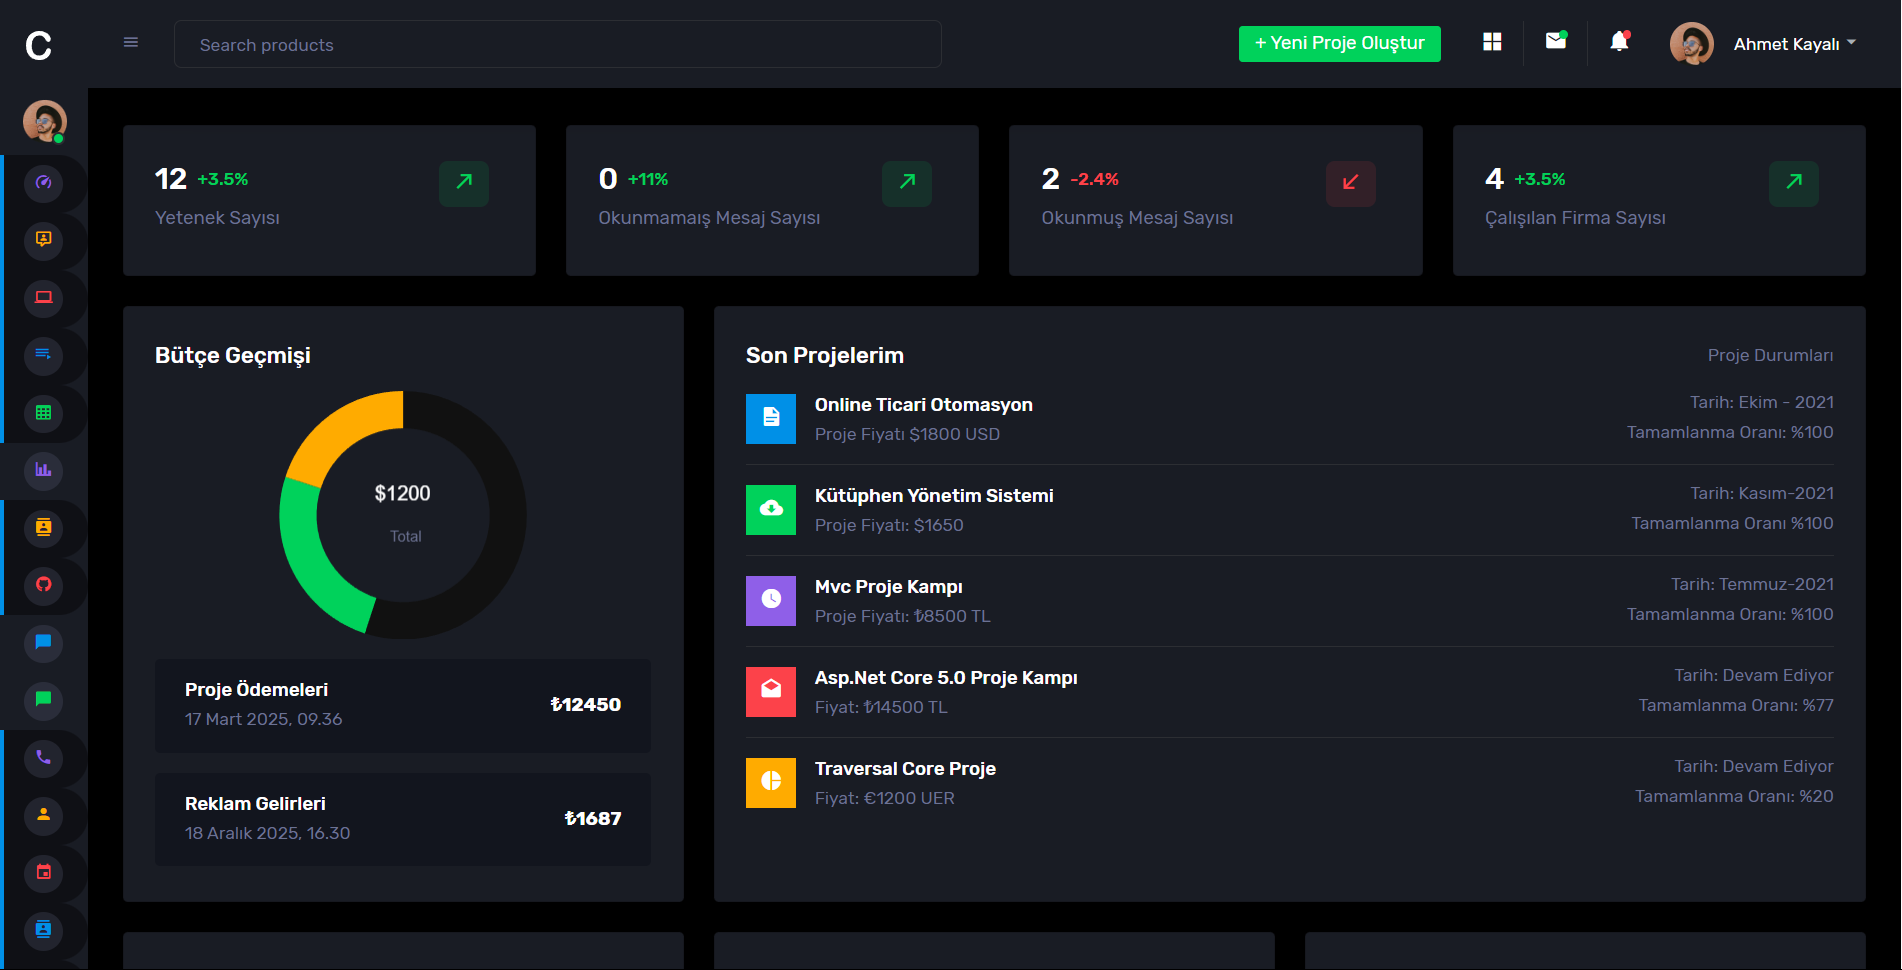 C
Search products
+ Yeni Proje Oluştur
Ahmet Kayalı
12 +3.5%
Yetenek Sayısı
0 +11%
Okunmamaış Mesaj Sayısı
2 -2.4%
Okunmuş Mesaj Sayısı
4 +3.5%
Çalışılan Firma Sayısı
Bütçe Geçmişi
$1200
Total
Proje Ödemeleri
17 Mart 2025, 09.36
₺12450
Reklam Gelirleri
18 Aralık 2025, 16.30
₺1687
Son Projelerim
Proje Durumları
Online Ticari Otomasyon
Proje Fiyatı $1800 USD
Tarih: Ekim - 2021
Tamamlanma Oranı: %100
Kütüphen Yönetim Sistemi
Proje Fiyatı: $1650
Tarih: Kasım-2021
Tamamlanma Oranı %100
Mvc Proje Kampı
Proje Fiyatı: ₺8500 TL
Tarih: Temmuz-2021
Tamamlanma Oranı: %100
Asp.Net Core 5.0 Proje Kampı
Fiyat: ₺14500 TL
Tarih: Devam Ediyor
Tamamlanma Oranı: %77
Traversal Core Proje
Fiyat: €1200 UER
Tarih: Devam Ediyor
Tamamlanma Oranı: %20